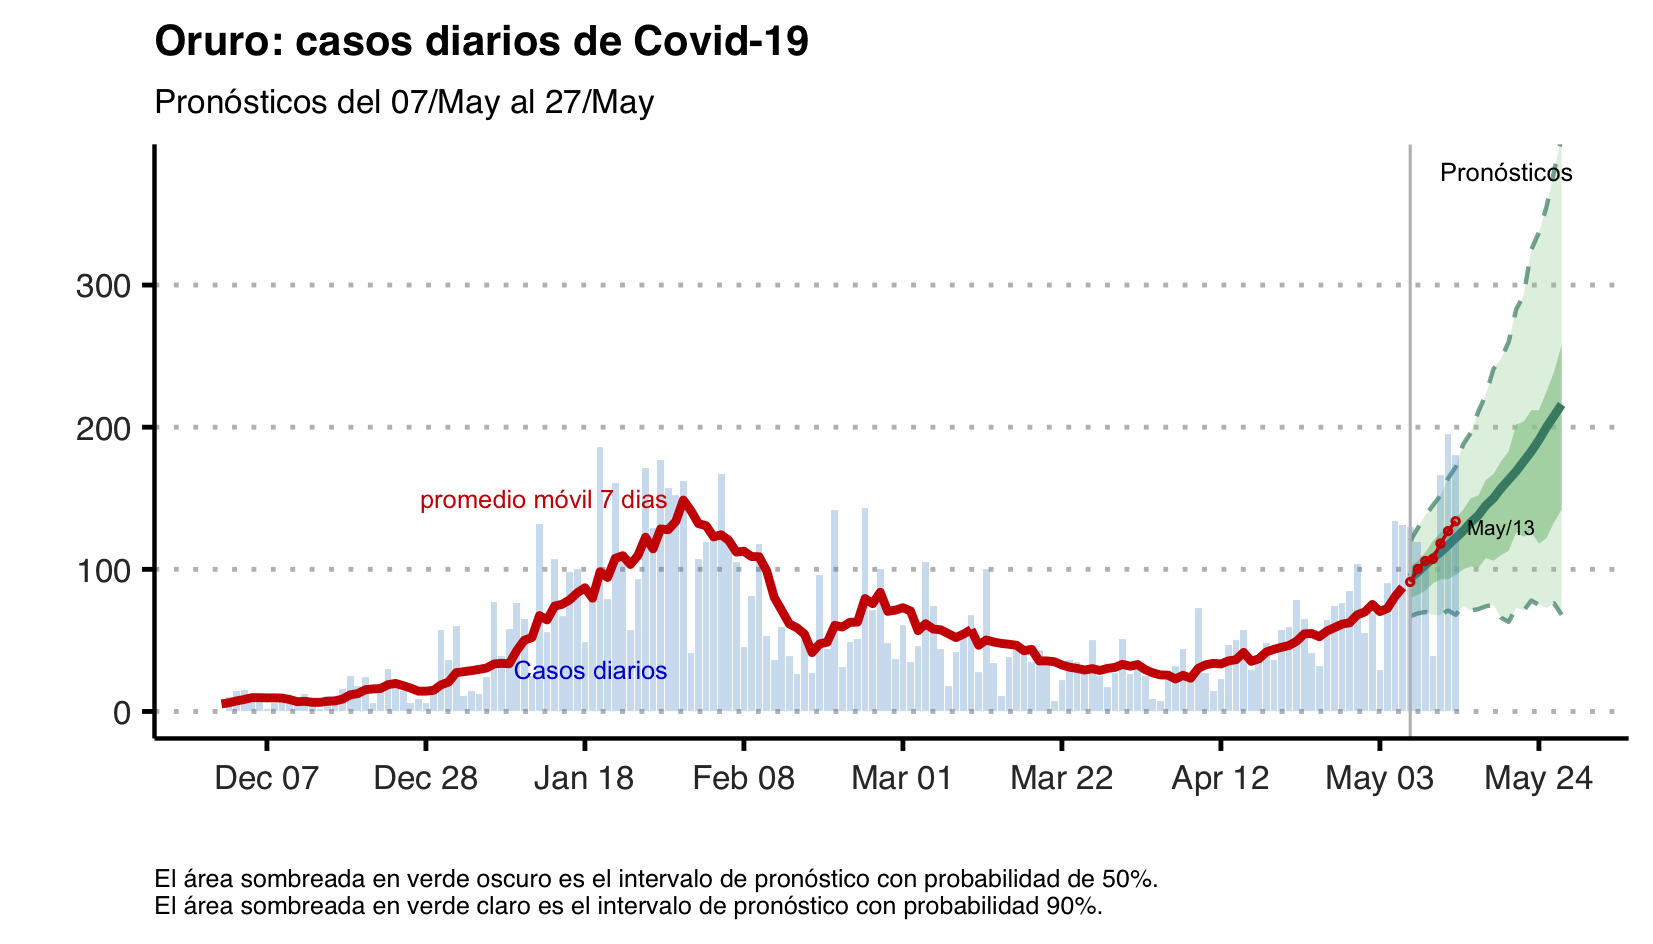 Oruro: casos diarios de Covid-19
Pronósticos del 07/May al 27/May
Pronósticos
300
200
promedio móvil 7 dias
May/13
100
Casos diarios
0
Dec 07 Dec 28 Jan 18 Feb 08 Mar 01 Mar 22 Apr 12 May 03 May 24
El área sombreada en verde oscuro es el intervalo de pronóstico con probabilidad de 50%.
El área sombreada en verde claro es el intervalo de pronóstico con probabilidad 90%.